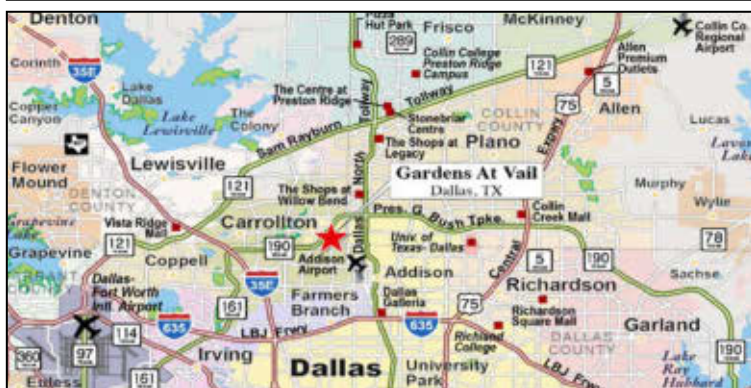 Denton
Pizza
Hut Park
Frisco
McKinney
Collin Co.
Regional
Airport
289
Collin College
Preston Ridge
Campus
Allen
Premium
Outlets
Corinth
35E
Lake
Dallas
The Centre at
Preston Ridge
Tollway
121
5
Tollway
75
Allen
Copper
Canyon
Lake
Lewisville
The
Colony
Sam Rayburn
Stonebriar
Centre
COLLIN
COUNTY
Lucas
Expwy
Flower
Mound
Lewisville
The Shops at
Legacy
Plano
DENTON
COUNTY
121
North
Gardens At Vail
Dallas, TX
Murphy
Wylie
The Shops at
Willow Bend
Grapevine
Vista Ridge
Mall
Carrollton
Pres. G. Bush Tpke.
Collin
Creek Mall
78
121
190
Dallas
Univ. of
Texas- Dallas
Central
Grapevine
Coppell
Addison
Airport
Addison
5
190
Sachse
Dallas-
Fort Worth
Intl. Airport
161
35E
Farmers
Branch
Dallas
Galleria
75
Richardson
Richardson
Square Mall
635
LBJ Frwy
635
Richland
College
DALLAS
COUNTY
Garland
114
360
97
Irving
Dallas
University
Park
LBJ Frwy
Lake
Ray
Hubbard
Euless
161
190